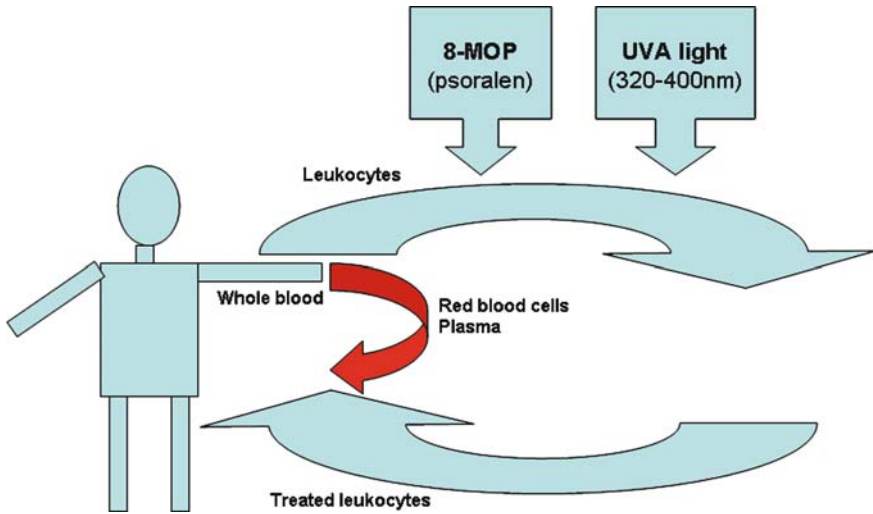 8-MOP
(psoralen)
UVA light
(320-400nm)
Leukocytes
Whole blood
Red blood cells
Plasma
Treated leukocytes